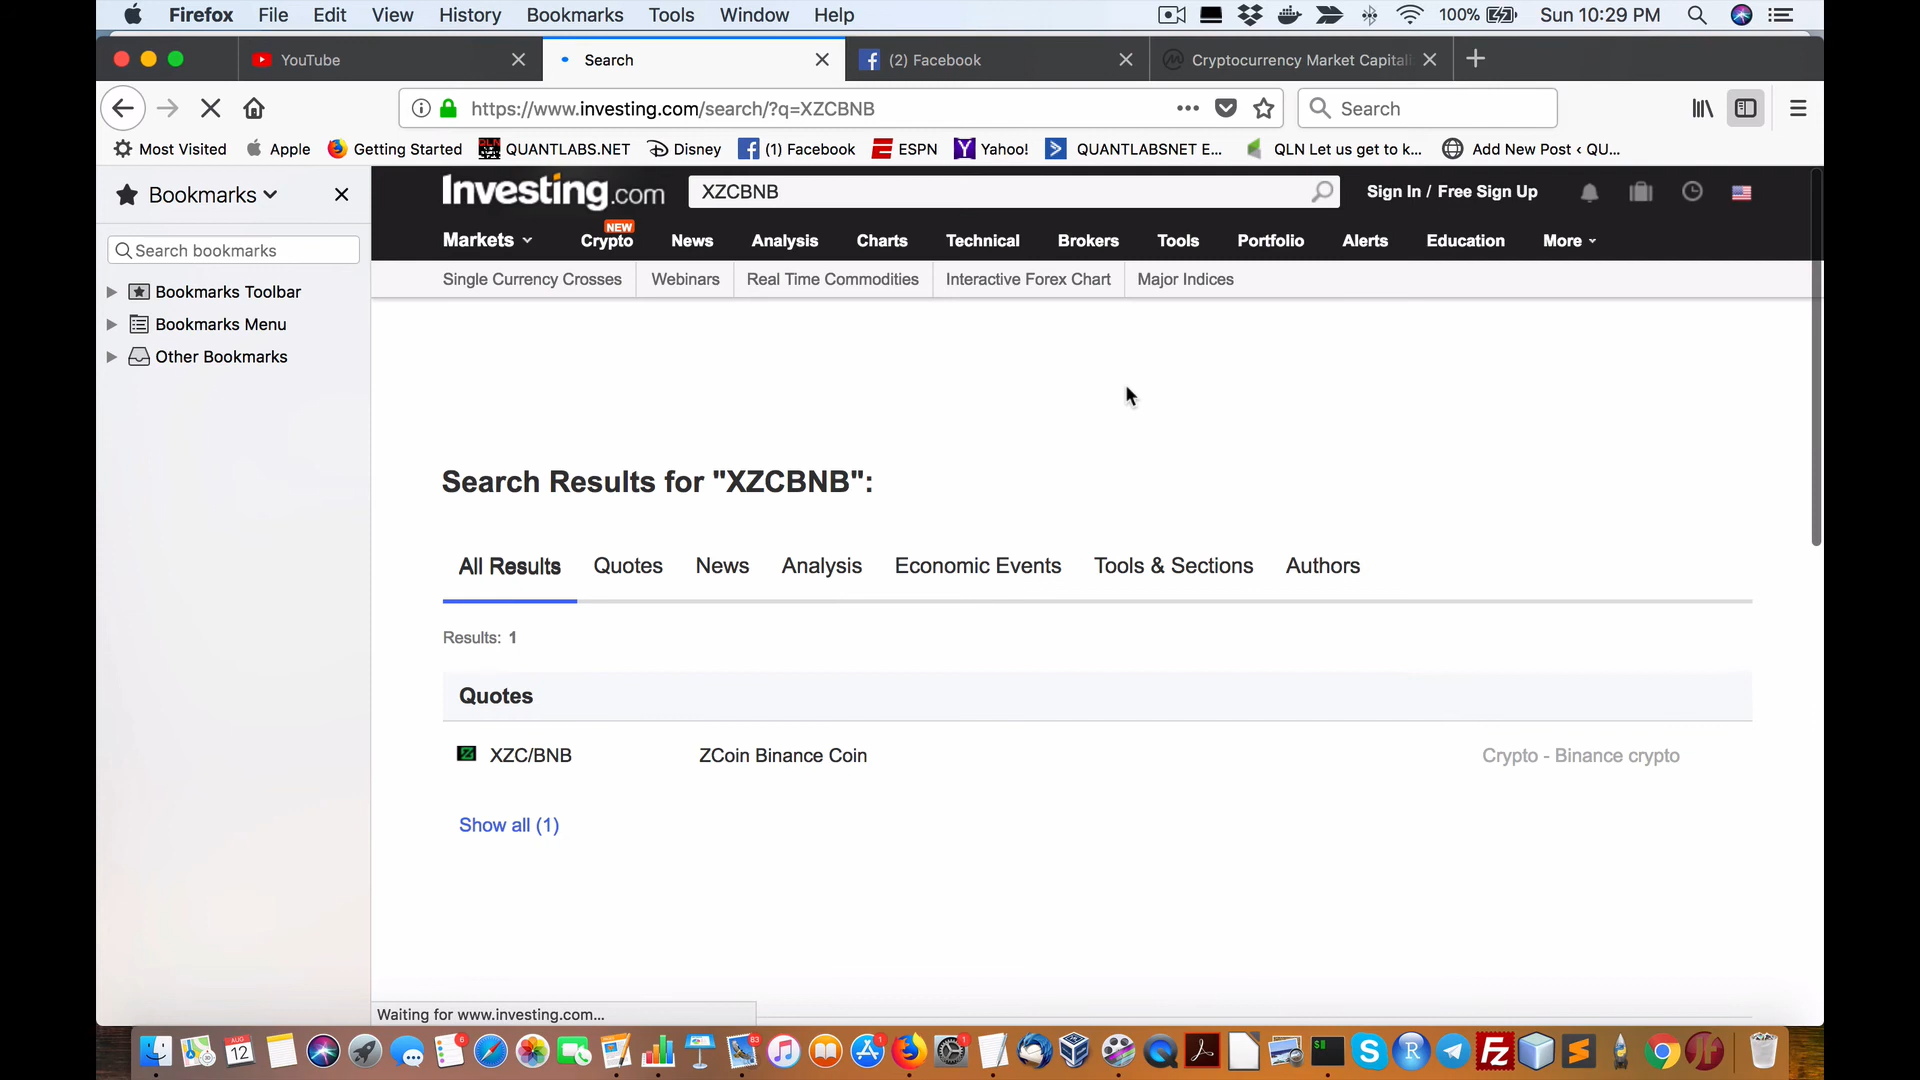 Firefox File Edit View History Bookmarks Tools Window Help 100% Sun 10:29 PM
YouTube Search (2) Facebook Cryptocurrency Market Capitali
https://www.investing.com/search/?q=XZCBNB Search
Most Visited Apple Getting Started QUANTLABS.NET Disney (1) Facebook ESPN Yahoo! QUANTLABSNET E... QLN Let us get to k... Add New Post ‹ QU...
Bookmarks
Search bookmarks
Bookmarks Toolbar
Bookmarks Menu
Other Bookmarks
Investing.com XZCBNB Sign In / Free Sign Up
NEW
Markets Crypto News Analysis Charts Technical Brokers Tools Portfolio Alerts Education More
Single Currency Crosses Webinars Real Time Commodities Interactive Forex Chart Major Indices
Search Results for "XZCBNB":
All Results Quotes News Analysis Economic Events Tools & Sections Authors
Results: 1
Quotes
XZC/BNB ZCoin Binance Coin Crypto - Binance crypto
Show all (1)
Waiting for www.investing.com...